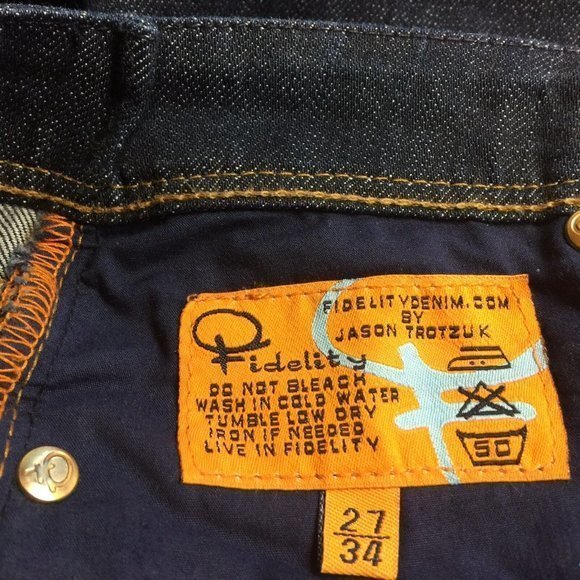 FIDELITYDENIM.COM
BY
JASON TROTZUK
Fidelity
DO NOT BLEACH
WASH IN COLD WATER
TUMBLE LOW DRY
IRON IF NEEDED
LIVE IN FIDELITY
50
27
34